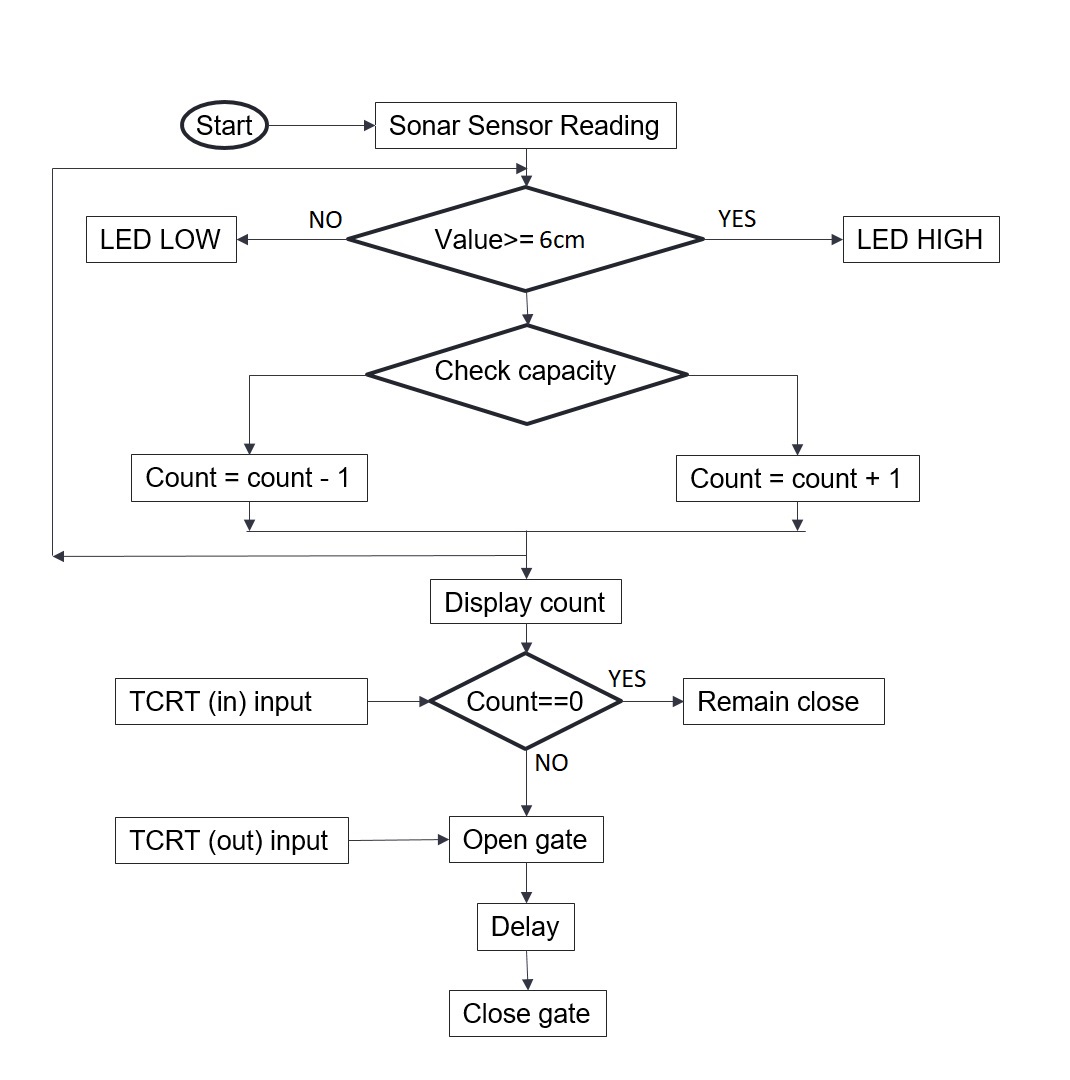 Start
Sonar Sensor Reading
NO
YES
LED LOW
Value>= 6cm
LED HIGH
Check capacity
Count = count - 1
Count = count + 1
Display count
YES
TCRT (in) input
Count==0
Remain close
NO
TCRT (out) input
Open gate
Delay
Close gate